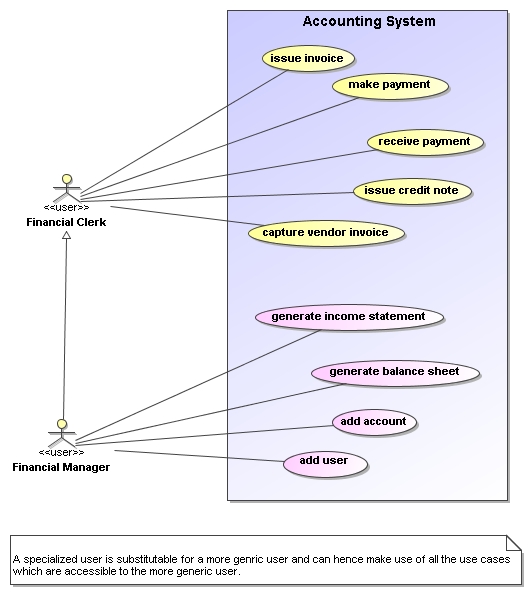 Accounting System
issue invoice
make payment
receive payment
issue credit note
<<user>>
Financial Clerk
capture vendor invoice
generate income statement
generate balance sheet
add account
<<user>>
Financial Manager
add user
A specialized user is substitutable for a more genric user and can hence make use of all the use cases
which are accessible to the more generic user.